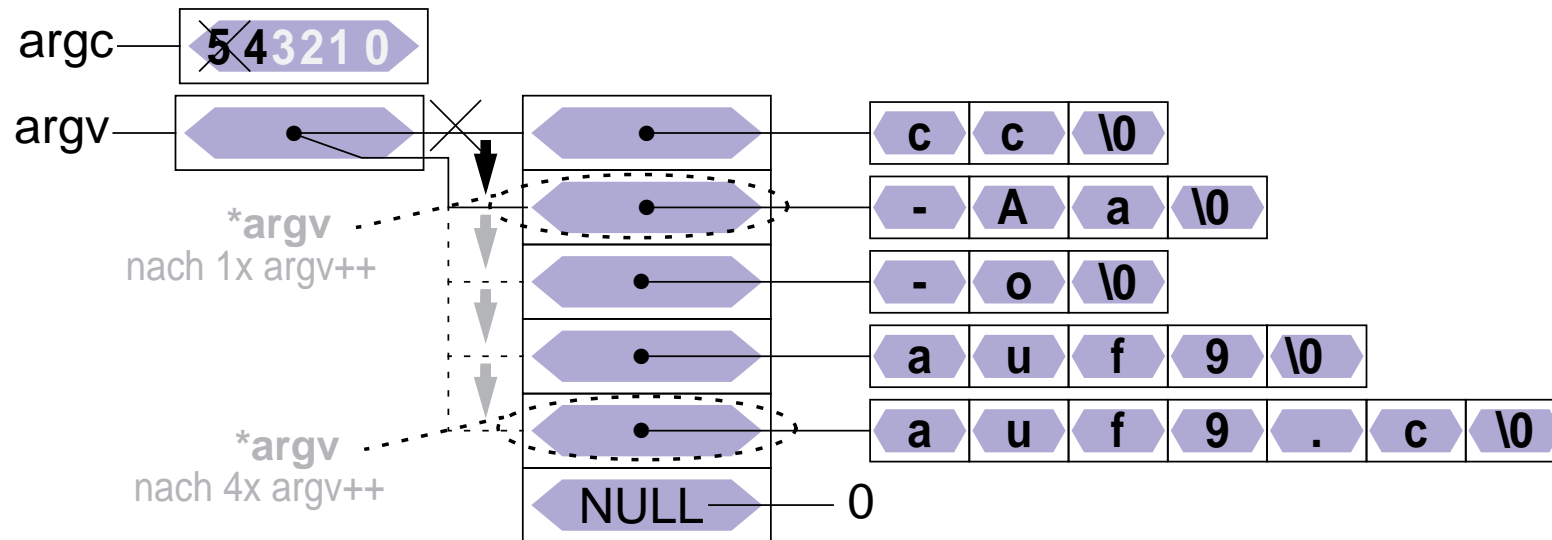 argc 5 4 3 2 1 0
argv c c \0
- A a \0
*argv
nach 1x argv++
- o \0
a u f 9 \0
a u f 9 . c \0
*argv
nach 4x argv++
NULL 0